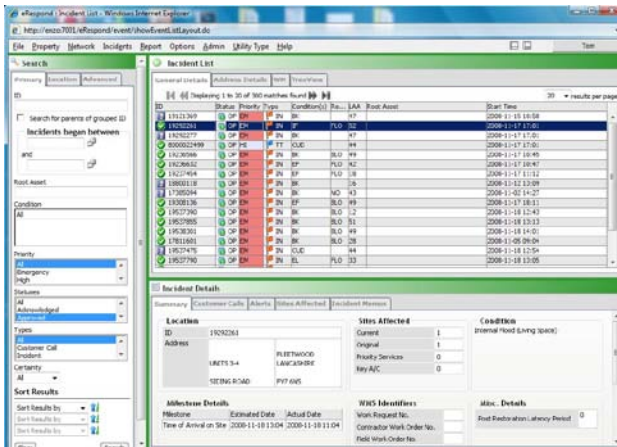 eRespond : Incident List - Windows Internet Explorer
http://enzo7001/eRespond/event/showEventListLayout.do
File Property Network Incidents Report Options Admin Utility Type Help
Search
Primary Location Advanced
ID
Search for parents of grouped ID
Incidents began between
and
Root Asset
Condition
All
Priority
All
Emergency
High
Statuses
All
Acknowledged
Approved
Types
All
Customer Call
Incident
Certainty
All
Sort Results
Sort Results by
Sort Results by
Sort Results by
Incident List
General Details Address Details WM TreeView
Displaying 1 to 20 of 360 matches found
20 results per page
ID Status Priority Type Condition(s) Ro... LAA Root Asset Start Time
19121369 OP EM IN BK 47 2008-11-15 16:58
19292261 OP EM IN IF FLO 52 2008-11-17 17:01
19292277 OP EM IN BK 47 2008-11-17 17:01
8000022499 OP HI TT CUD 44 2008-11-17 17:01
19236566 OP EM IN BK BLO 49 2008-11-17 10:45
19236632 OP EM IN EF FLO 42 2008-11-17 10:47
19237454 OP EM IN EF FLO 18 2008-11-17 11:12
18800118 OP EM IN BK 16 2008-11-12 13:09
17385094 OP EM IN BK NO 43 2008-11-02 14:27
19308136 OP EM IN EF BLO 49 2008-11-17 18:11
19537390 OP EM IN BK BLO 12 2008-11-18 12:43
19537855 OP EM IN BK BLO 51 2008-11-18 13:13
19538301 OP EM IN BK BLO 49 2008-11-18 14:01
17811601 OP EM IN BK BLO 28 2008-11-05 09:04
19537475 OP EM IN CUD 44 2008-11-18 12:54
19537790 OP EM IN EL FLO 33 2008-11-18 13:05
Incident Details
Summary Customer Calls Alerts Sites Affected Incident Memos
Location
ID 19292261
Address
UNITS 3-4
SIDING ROAD
FLEETWOOD
LANCASHIRE
FY7 6NS
Sites Affected
Current 1
Original 1
Priority Services 0
Key A/C 0
Condition
Internal Flood (Living space)
Milestone Details
Milestone Estimated Date Actual Date
Time of Arrival on Site 2008-11-18 13:04 2008-11-18 11:04
WMS Identifiers
Work Request No.
Contractor Work Order No.
Field Work Order No.
Misc. Details
Post Restoration Latency Period 0